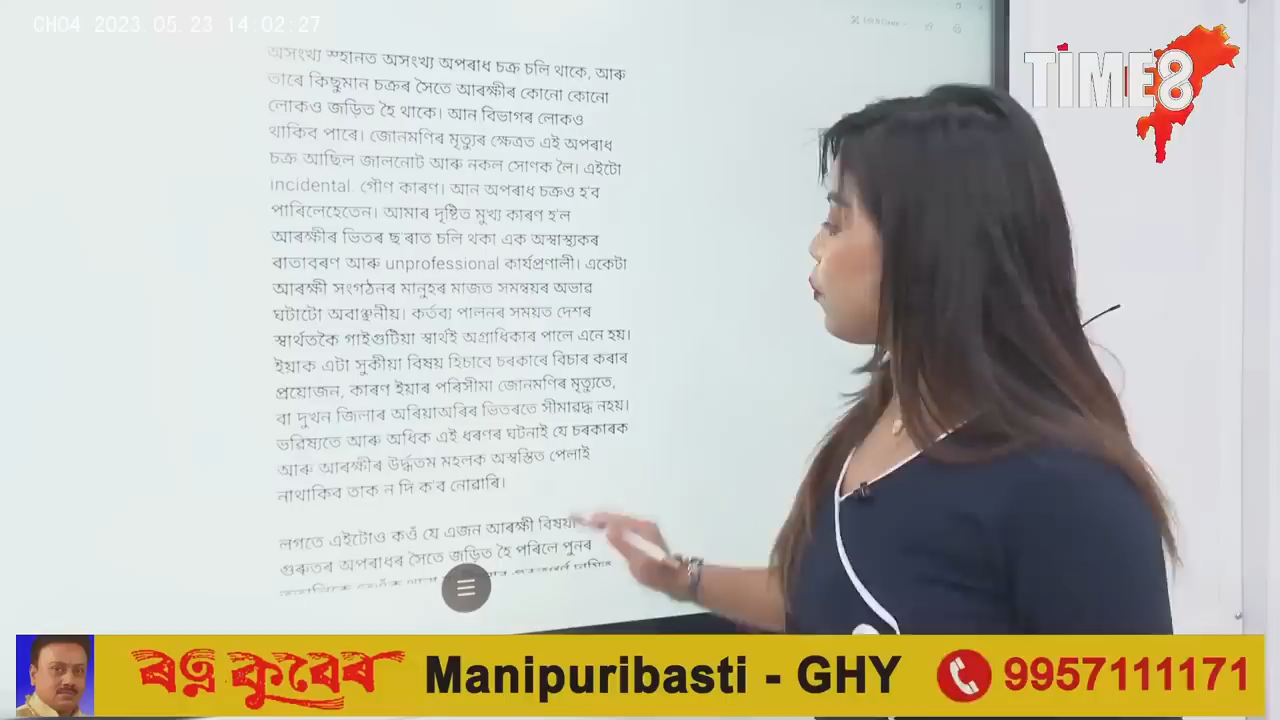 CH04 2023.05.23 14:02:27
TIME8
অসংখ্য স্হানত অসংখ্য অপৰাধ চক্ৰ চলি থাকে, আৰু
তাৰে কিছুমান চক্ৰৰ সৈতে আৰক্ষীৰ কোনো কোনো
লোকও জড়িত হৈ থাকে। আন বিভাগৰ লোকও
থাকিব পাৰে। জোনমণিৰ মৃত্যুৰ ক্ষেত্ৰত এই অপৰাধ
চক্ৰ আছিল জালনোট আৰু নকল সোণক লৈ। এইটো
incidental. গৌণ কাৰণ। আন অপৰাধ চক্ৰও হ'ব
পাৰিলেহেতেন। আমাৰ দৃষ্টিত মুখ্য কাৰণ হ'ল
আৰক্ষীৰ ভিতৰ ছ ৰাত চলি থকা এক অস্বাস্থ্যকৰ
বাতাবৰণ আৰু unprofessional কাৰ্যপ্ৰণালী। একেটা
আৰক্ষী সংগঠনৰ মানুহৰ মাজত সমন্বয়ৰ অভাৱ
ঘটাটো অবাঞ্ছনীয়। কৰ্তব্য পালনৰ সময়ত দেশৰ
স্বাৰ্থতকৈ গাইগুটিয়া স্বাৰ্থই অগ্ৰাধিকাৰ পালে এনে হয়।
ইয়াক এটা সুকীয়া বিষয় হিচাবে চৰকাৰে বিচাৰ কৰাৰ
প্ৰয়োজন, কাৰণ ইয়াৰ পৰিসীমা জোনমণিৰ মৃত্যুতে,
বা দুখন জিলাৰ অৰিয়াঅৰিৰ ভিতৰতে সীমাৱদ্ধ নহয়।
ভৱিষ্যতে আৰু অধিক এই ধৰণৰ ঘটনাই যে চৰকাৰক
আৰু আৰক্ষীৰ উৰ্দ্ধতম মহলক অস্বস্তিত পেলাই
নাথাকিব তাক ন দি ক'ব নোৱাৰি।
লগতে এইটোও কওঁ যে এজন আৰক্ষী বিষয়া
গুৰুতৰ অপৰাধৰ সৈতে জড়িত হৈ পৰিলে পুনৰ
ৰত্ন কুবেৰ Manipuribasti - GHY 9957111171